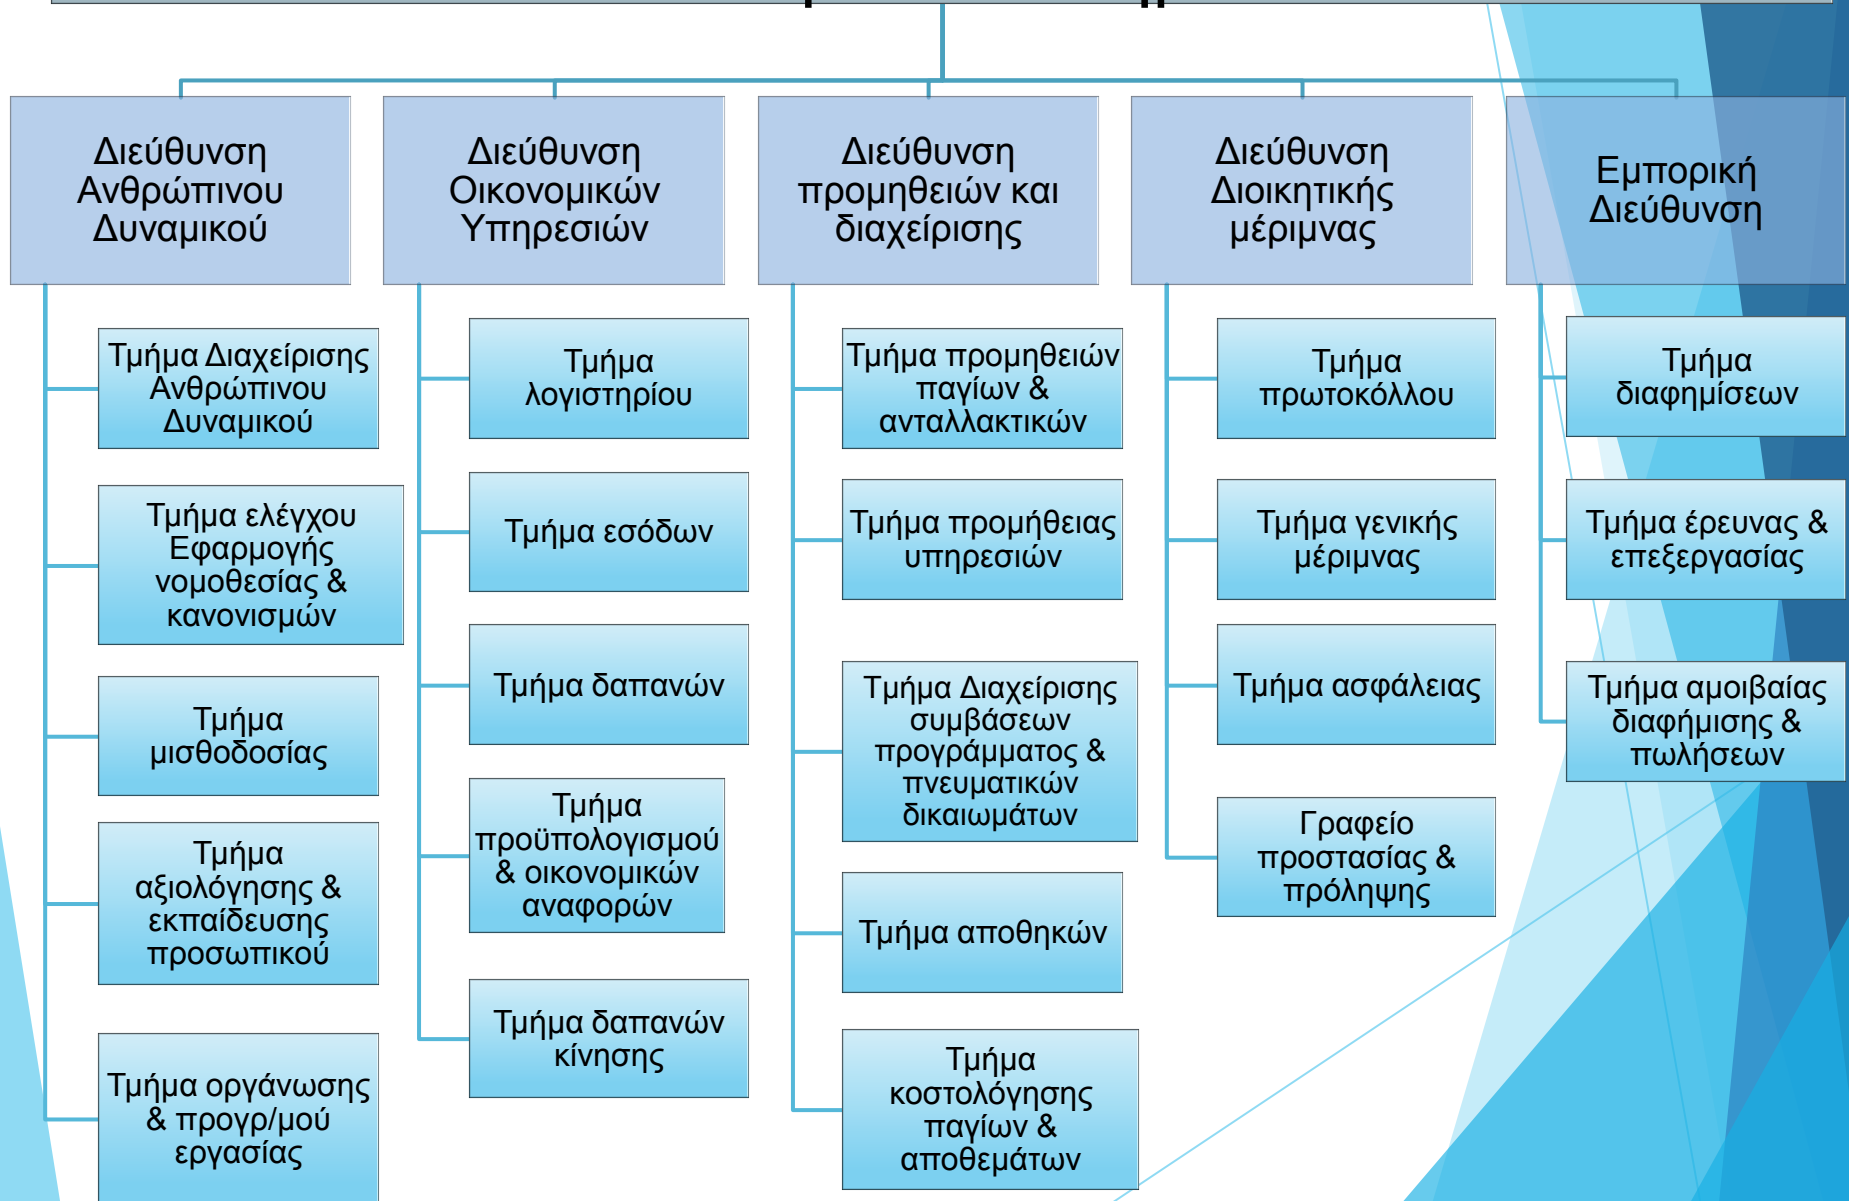 Διεύθυνση
Ανθρώπινου
Δυναμικού
Τμήμα Διαχείρισης
Ανθρώπινου
Δυναμικού
Τμήμα ελέγχου
Εφαρμογής
νομοθεσίας &
κανονισμών
Τμήμα
μισθοδοσίας
Τμήμα
αξιολόγησης &
εκπαίδευσης
προσωπικού
Τμήμα οργάνωσης
& προγρ/μού
εργασίας
Διεύθυνση
Οικονομικών
Υπηρεσιών
Τμήμα
λογιστηρίου
Τμήμα εσόδων
Τμήμα δαπανών
Τμήμα
προϋπολογισμού
& οικονομικών
αναφορών
Τμήμα δαπανών
κίνησης
Διεύθυνση
προμηθειών και
διαχείρισης
Τμήμα προμηθειών
παγίων &
ανταλλακτικών
Τμήμα προμήθειας
υπηρεσιών
Τμήμα Διαχείρισης
συμβάσεων
προγράμματος &
πνευματικών
δικαιωμάτων
Τμήμα αποθηκών
Τμήμα
κοστολόγησης
παγίων &
αποθεμάτων
Διεύθυνση
Διοικητικής
μέριμνας
Τμήμα
πρωτοκόλλου
Τμήμα γενικής
μέριμνας
Τμήμα ασφάλειας
Γραφείο
προστασίας &
πρόληψης
Εμπορική
Διεύθυνση
Τμήμα
διαφημίσεων
Τμήμα έρευνας &
επεξεργασίας
Τμήμα αμοιβαίας
διαφήμισης &
πωλήσεων